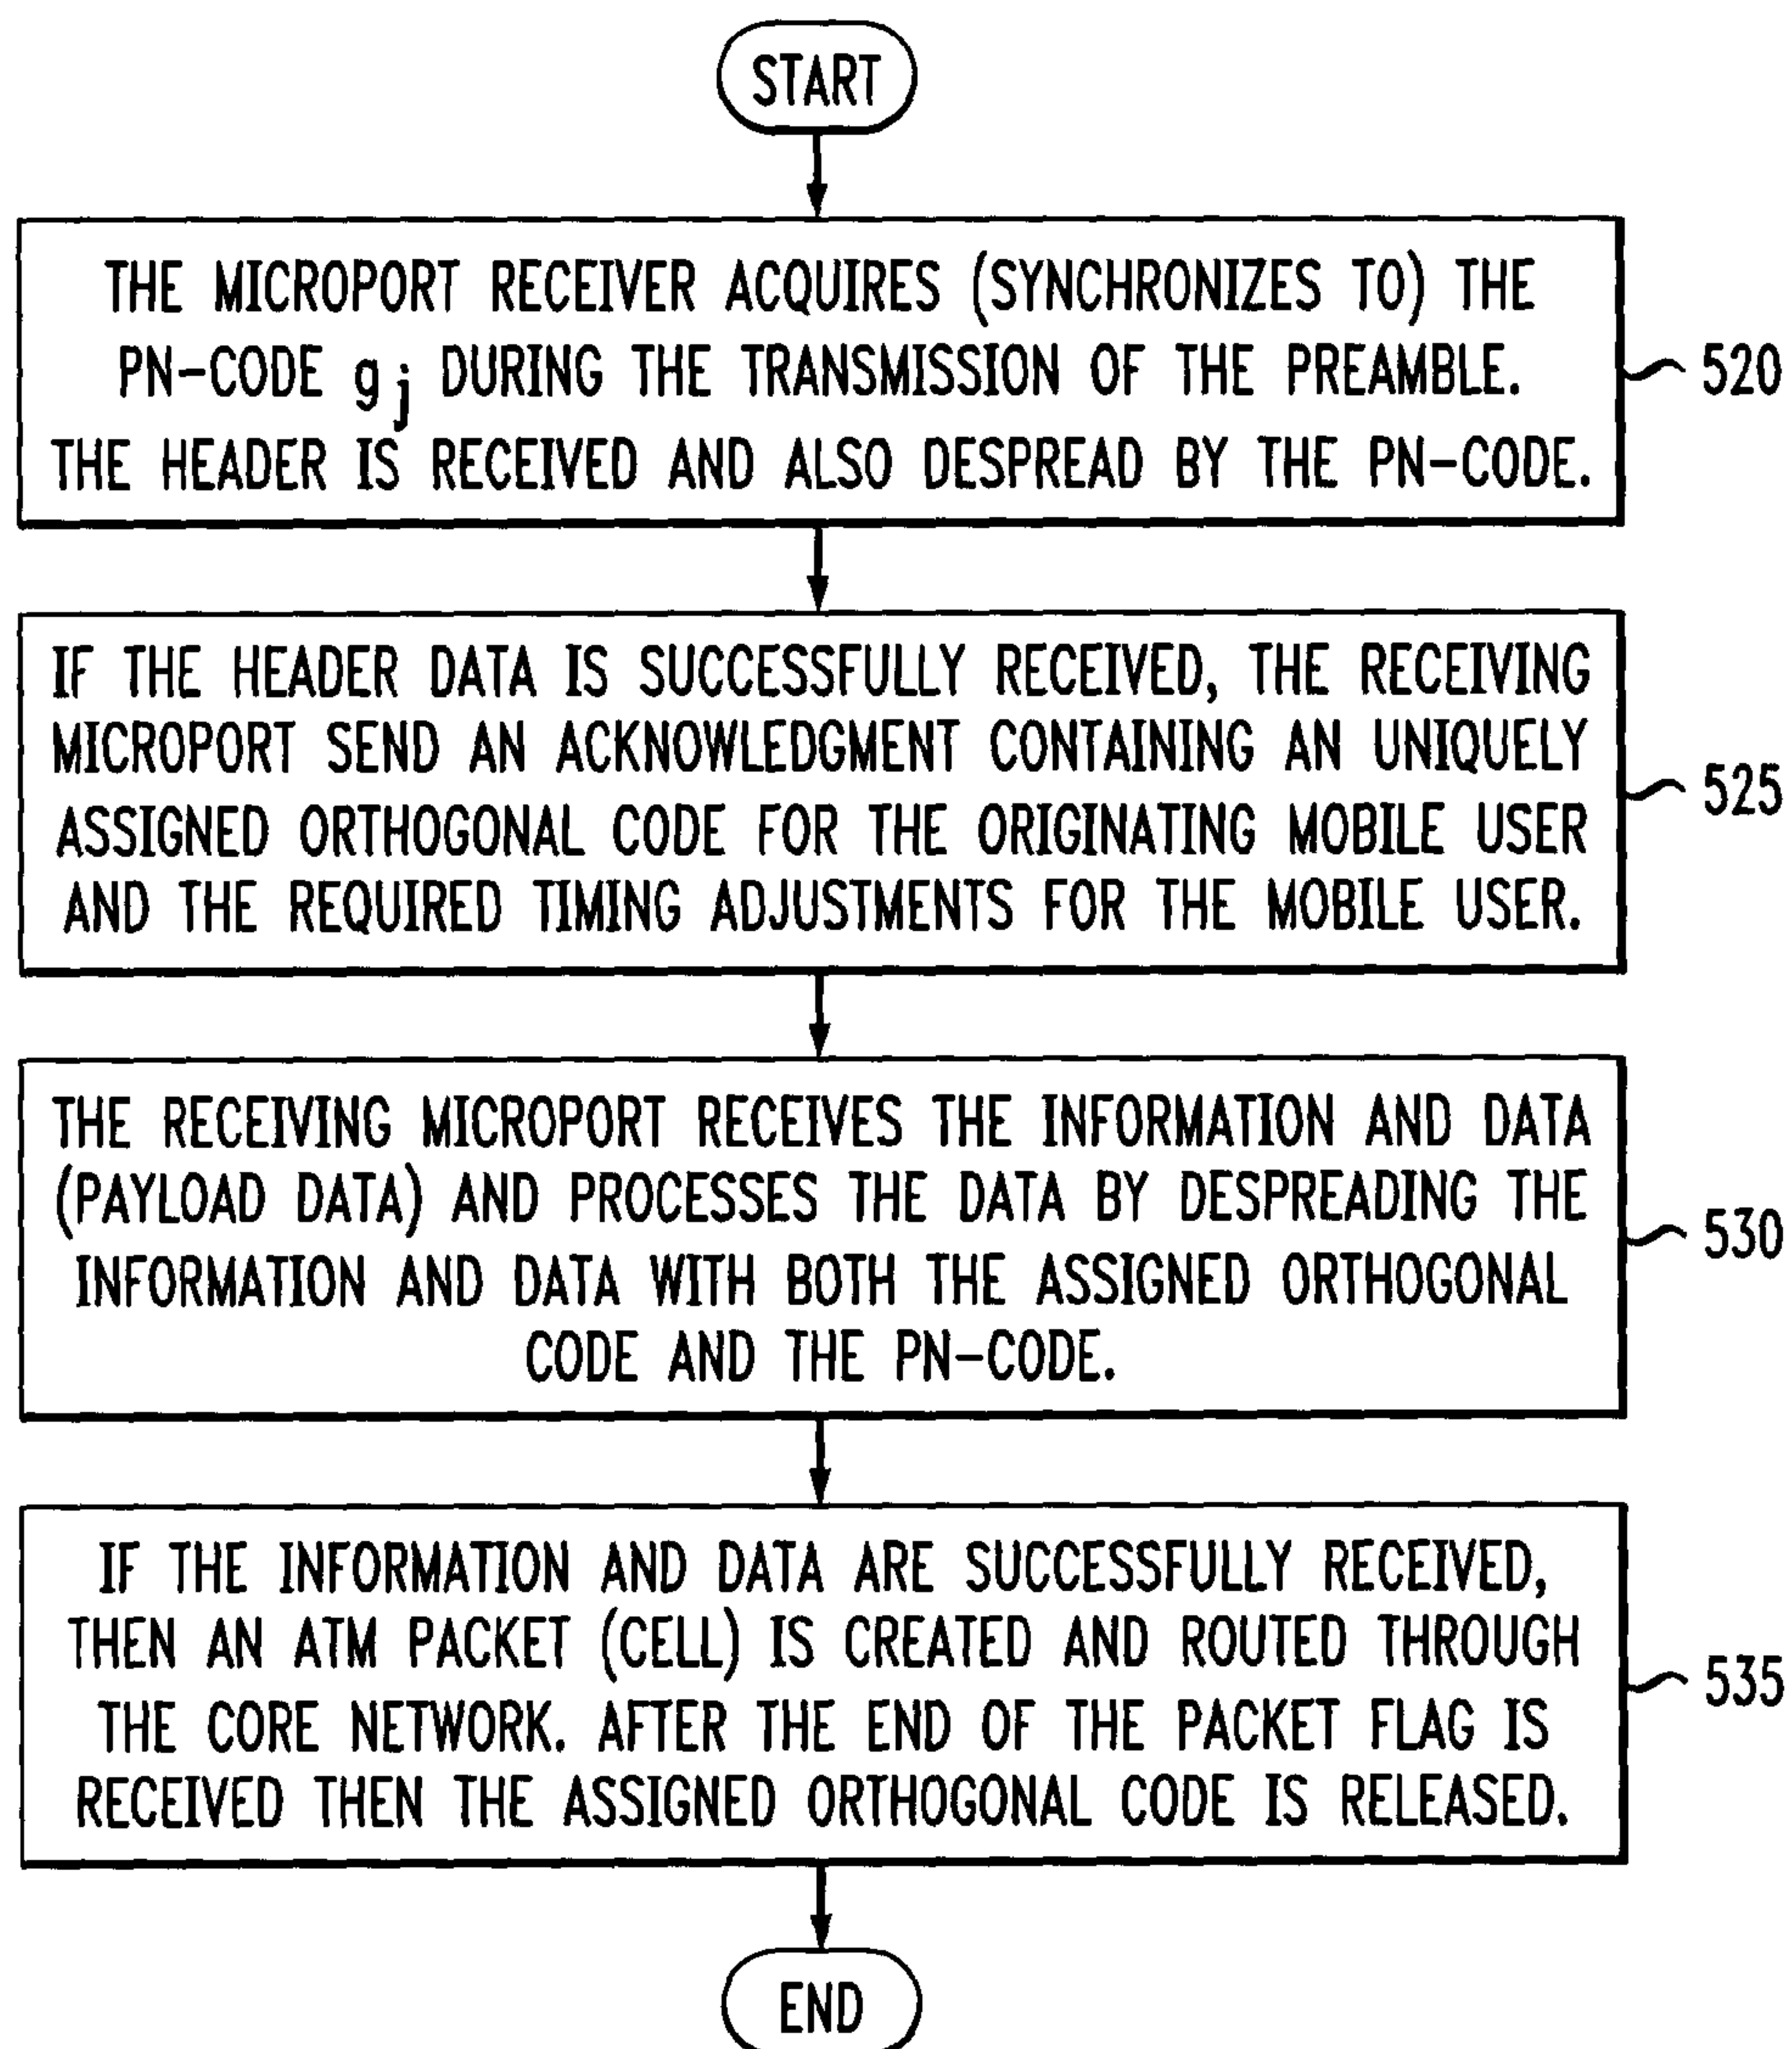 START
THE MICROPORT RECEIVER ACQUIRES (SYNCHRONIZES TO) THE
PN-CODE gj DURING THE TRANSMISSION OF THE PREAMBLE.
THE HEADER IS RECEIVED AND ALSO DESPREAD BY THE PN-CODE.
520
IF THE HEADER DATA IS SUCCESSFULLY RECEIVED, THE RECEIVING
MICROPORT SEND AN ACKNOWLEDGMENT CONTAINING AN UNIQUELY
ASSIGNED ORTHOGONAL CODE FOR THE ORIGINATING MOBILE USER
AND THE REQUIRED TIMING ADJUSTMENTS FOR THE MOBILE USER.
525
THE RECEIVING MICROPORT RECEIVES THE INFORMATION AND DATA
(PAYLOAD DATA) AND PROCESSES THE DATA BY DESPREADING THE
INFORMATION AND DATA WITH BOTH THE ASSIGNED ORTHOGONAL
CODE AND THE PN-CODE.
530
IF THE INFORMATION AND DATA ARE SUCCESSFULLY RECEIVED,
THEN AN ATM PACKET (CELL) IS CREATED AND ROUTED THROUGH
THE CORE NETWORK. AFTER THE END OF THE PACKET FLAG IS
RECEIVED THEN THE ASSIGNED ORTHOGONAL CODE IS RELEASED.
535
END